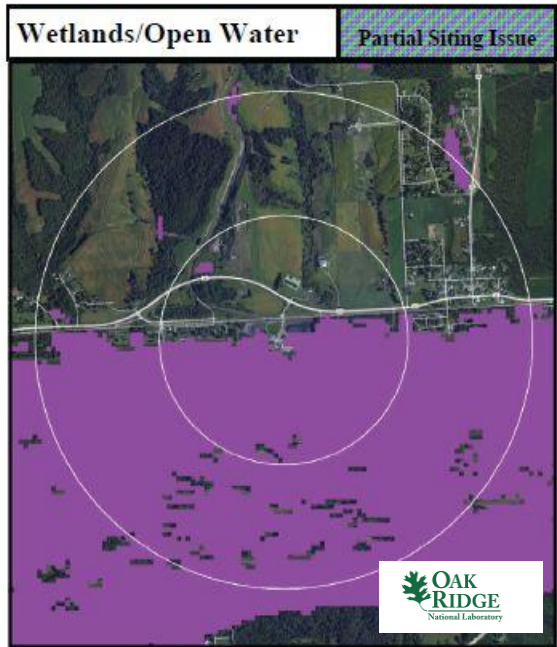 Wetlands/Open Water
Partial Siting Issue
OAK
RIDGE
National Laboratory